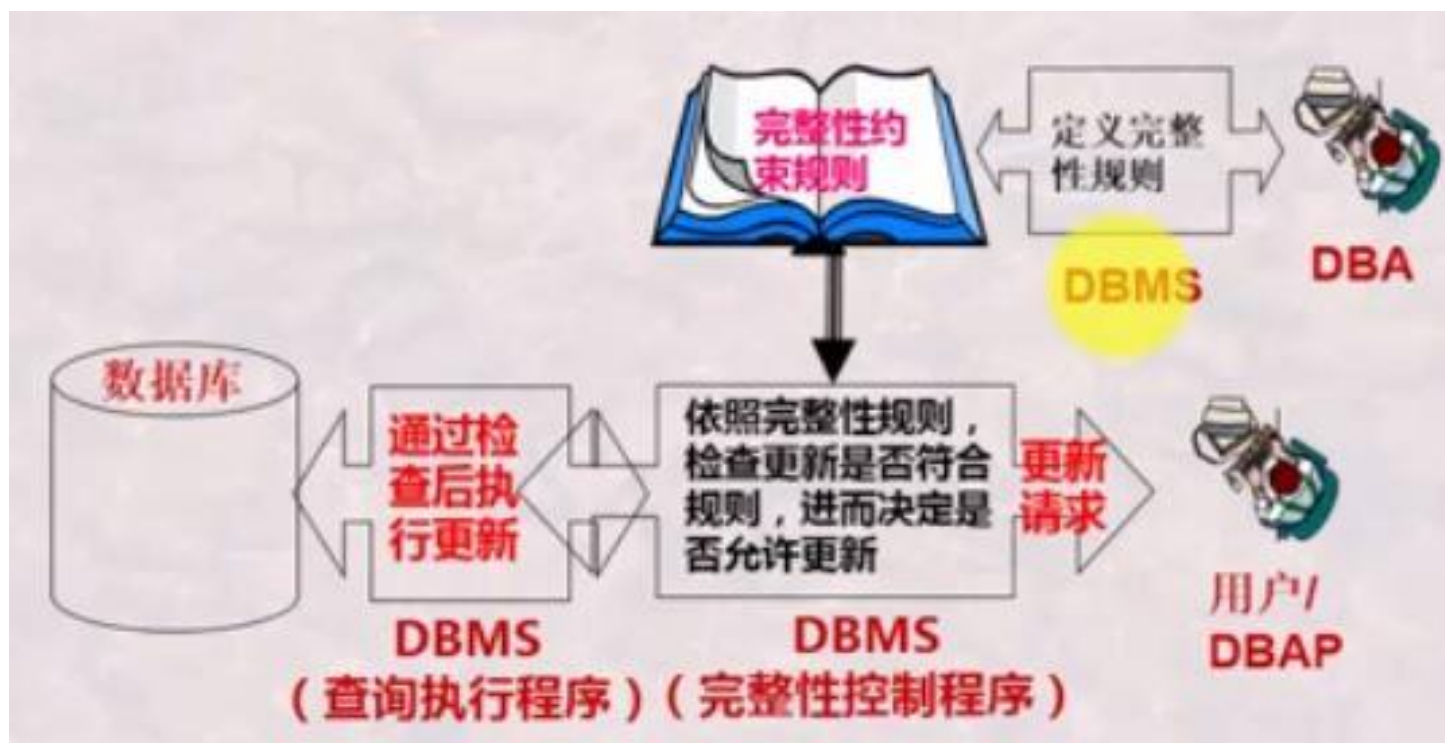 完整性约
束规则
定义完整
性规则
DBMS
DBA
数据库
通过检
查后执
行更新
依照完整性规则，
检查更新是否符合
规则，进而决定是
否允许更新
更新
请求
用户/
DBAP
DBMS
（查询执行程序）
DBMS
（完整性控制程序）